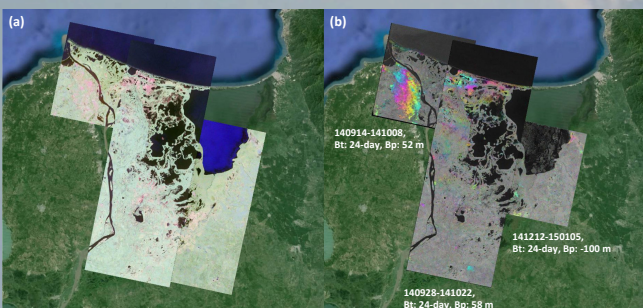 (a)
(b)
140914-141008,
Bt: 24-day, Bp: 52 m
141212-150105,
Bt: 24-day, Bp: -100 m
140928-141022,
Bt: 24-day, Bp: 58 m